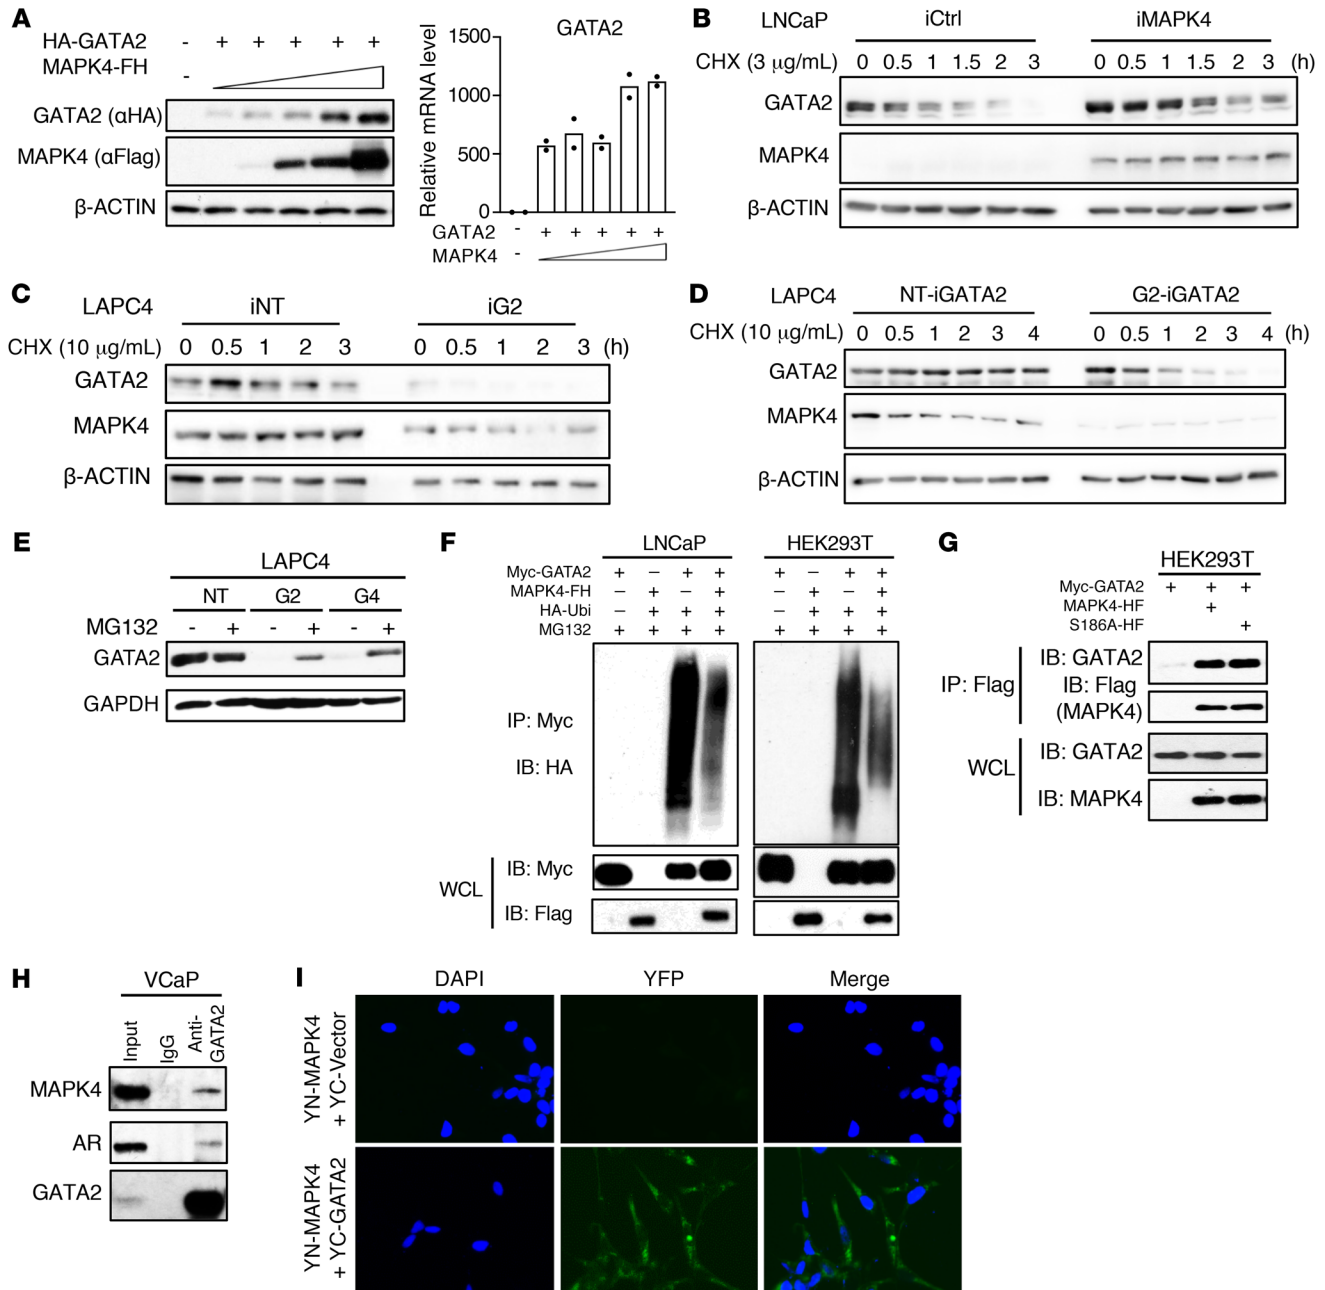 A
HA-GATA2 - + + + + +
MAPK4-FH -
GATA2 (αHA)
MAPK4 (αFlag)
β-ACTIN
GATA2
Relative mRNA level
1500
1000
500
0
GATA2 - + + + + +
MAPK4 -
B
LNCaP iCtrl iMAPK4
CHX (3 µg/mL) 0 0.5 1 1.5 2 3 0 0.5 1 1.5 2 3 (h)
GATA2
MAPK4
β-ACTIN
C
LAPC4 iNT iG2
CHX (10 µg/mL) 0 0.5 1 2 3 0 0.5 1 2 3 (h)
GATA2
MAPK4
β-ACTIN
D
LAPC4 NT-iGATA2 G2-iGATA2
CHX (10 µg/mL) 0 0.5 1 2 3 4 0 0.5 1 2 3 4 (h)
GATA2
MAPK4
β-ACTIN
E
LAPC4
NT G2 G4
MG132 - + - + - +
GATA2
GAPDH
F
LNCaP HEK293T
Myc-GATA2 + – + + + – + +
MAPK4-FH – + – + – + – +
HA-Ubi – + + + – + + +
MG132 + + + + + + + +
IP: Myc
IB: HA
WCL
IB: Myc
IB: Flag
G
HEK293T
Myc-GATA2 + + +
MAPK4-HF +
S186A-HF +
IP: Flag
IB: GATA2
IB: Flag
(MAPK4)
WCL
IB: GATA2
IB: MAPK4
H
VCaP
Input
IgG
Anti-
GATA2
MAPK4
AR
GATA2
I
DAPI YFP Merge
YN-MAPK4
+ YC-Vector
YN-MAPK4
+ YC-GATA2